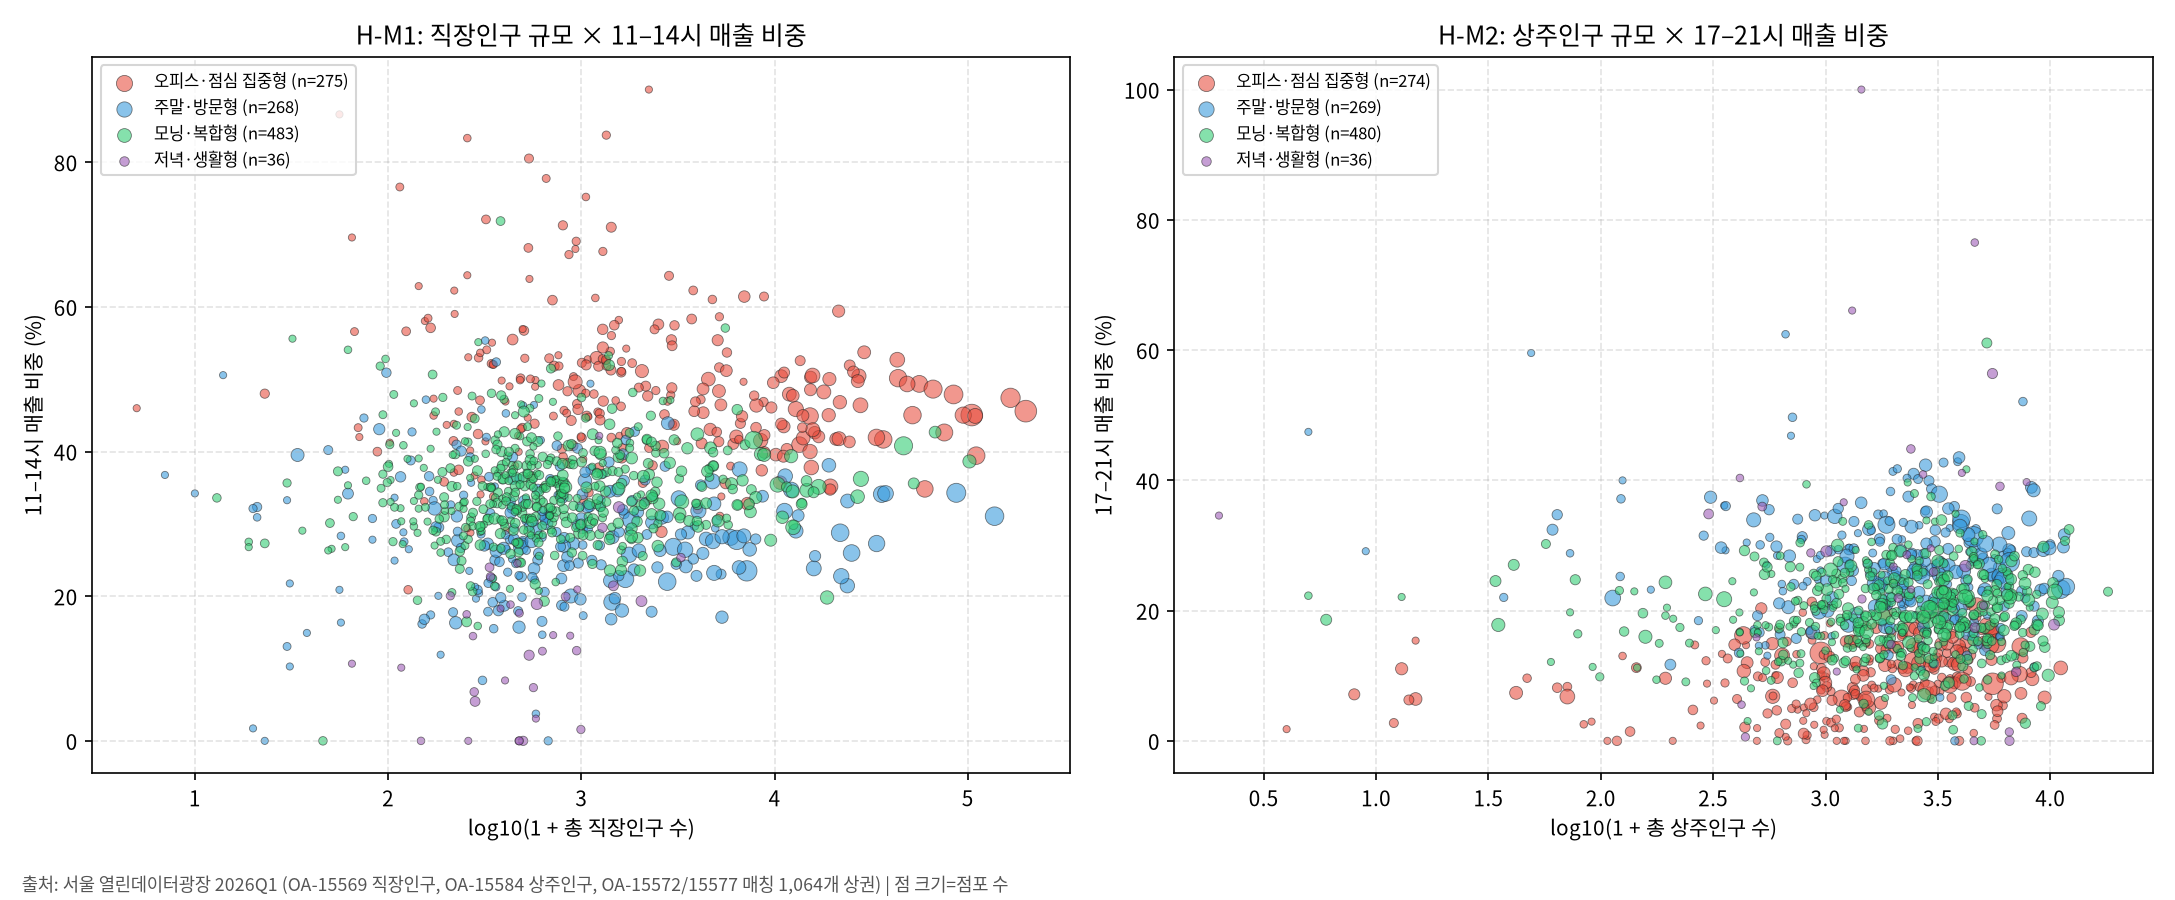 H-M1: 직장인구 규모 × 11–14시 매출 비중
오피스·점심 집중형 (n=275)
주말·방문형 (n=268)
모닝·복합형 (n=483)
저녁·생활형 (n=36)
11–14시 매출 비중 (%)
80
60
40
20
0
1 2 3 4 5
log10(1 + 총 직장인구 수)
H-M2: 상주인구 규모 × 17–21시 매출 비중
오피스·점심 집중형 (n=274)
주말·방문형 (n=269)
모닝·복합형 (n=480)
저녁·생활형 (n=36)
17–21시 매출 비중 (%)
100
80
60
40
20
0
0.5 1.0 1.5 2.0 2.5 3.0 3.5 4.0
log10(1 + 총 상주인구 수)
출처: 서울 열린데이터광장 2026Q1 (OA-15569 직장인구, OA-15584 상주인구, OA-15572/15577 매칭 1,064개 상권) | 점 크기=점포 수